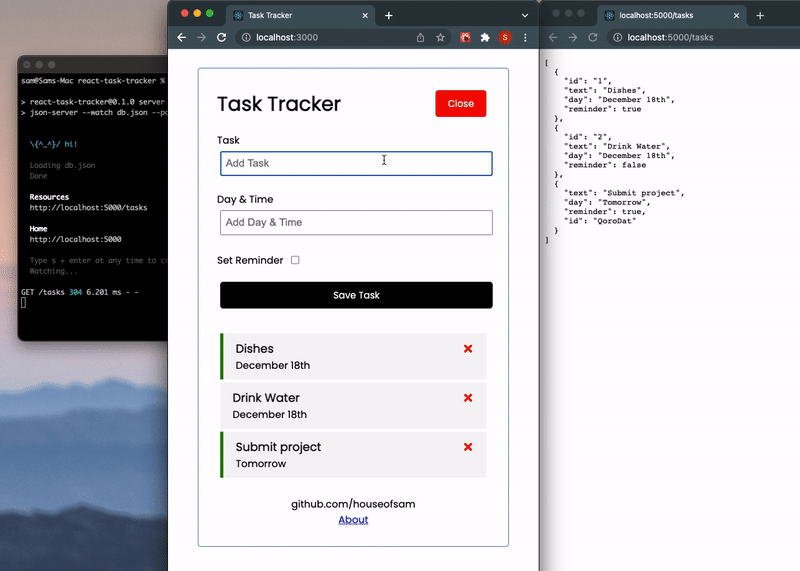 sam@Sams-Mac react-task-tracker %
> react-task-tracker@0.1.0 server
> json-server --watch db.json --po
\{^_^}/ hi!
Loading db.json
Done
Resources
http://localhost:5000/tasks
Home
http://localhost:5000
Type s + enter at any time to cr
Watching...
GET /tasks 304 6.201 ms - -
Task Tracker
localhost:3000
S
Task Tracker
Close
Task
Add Task
Day & Time
Add Day & Time
Set Reminder
Save Task
Dishes
December 18th
Drink Water
December 18th
Submit project
Tomorrow
github.com/houseofsam
About
localhost:5000/tasks
localhost:5000/tasks
[
{
"id": "1",
"text": "Dishes",
"day": "December 18th",
"reminder": true
},
{
"id": "2",
"text": "Drink Water",
"day": "December 18th",
"reminder": false
},
{
"text": "Submit project",
"day": "Tomorrow",
"reminder": true,
"id": "QoroDat"
}
]